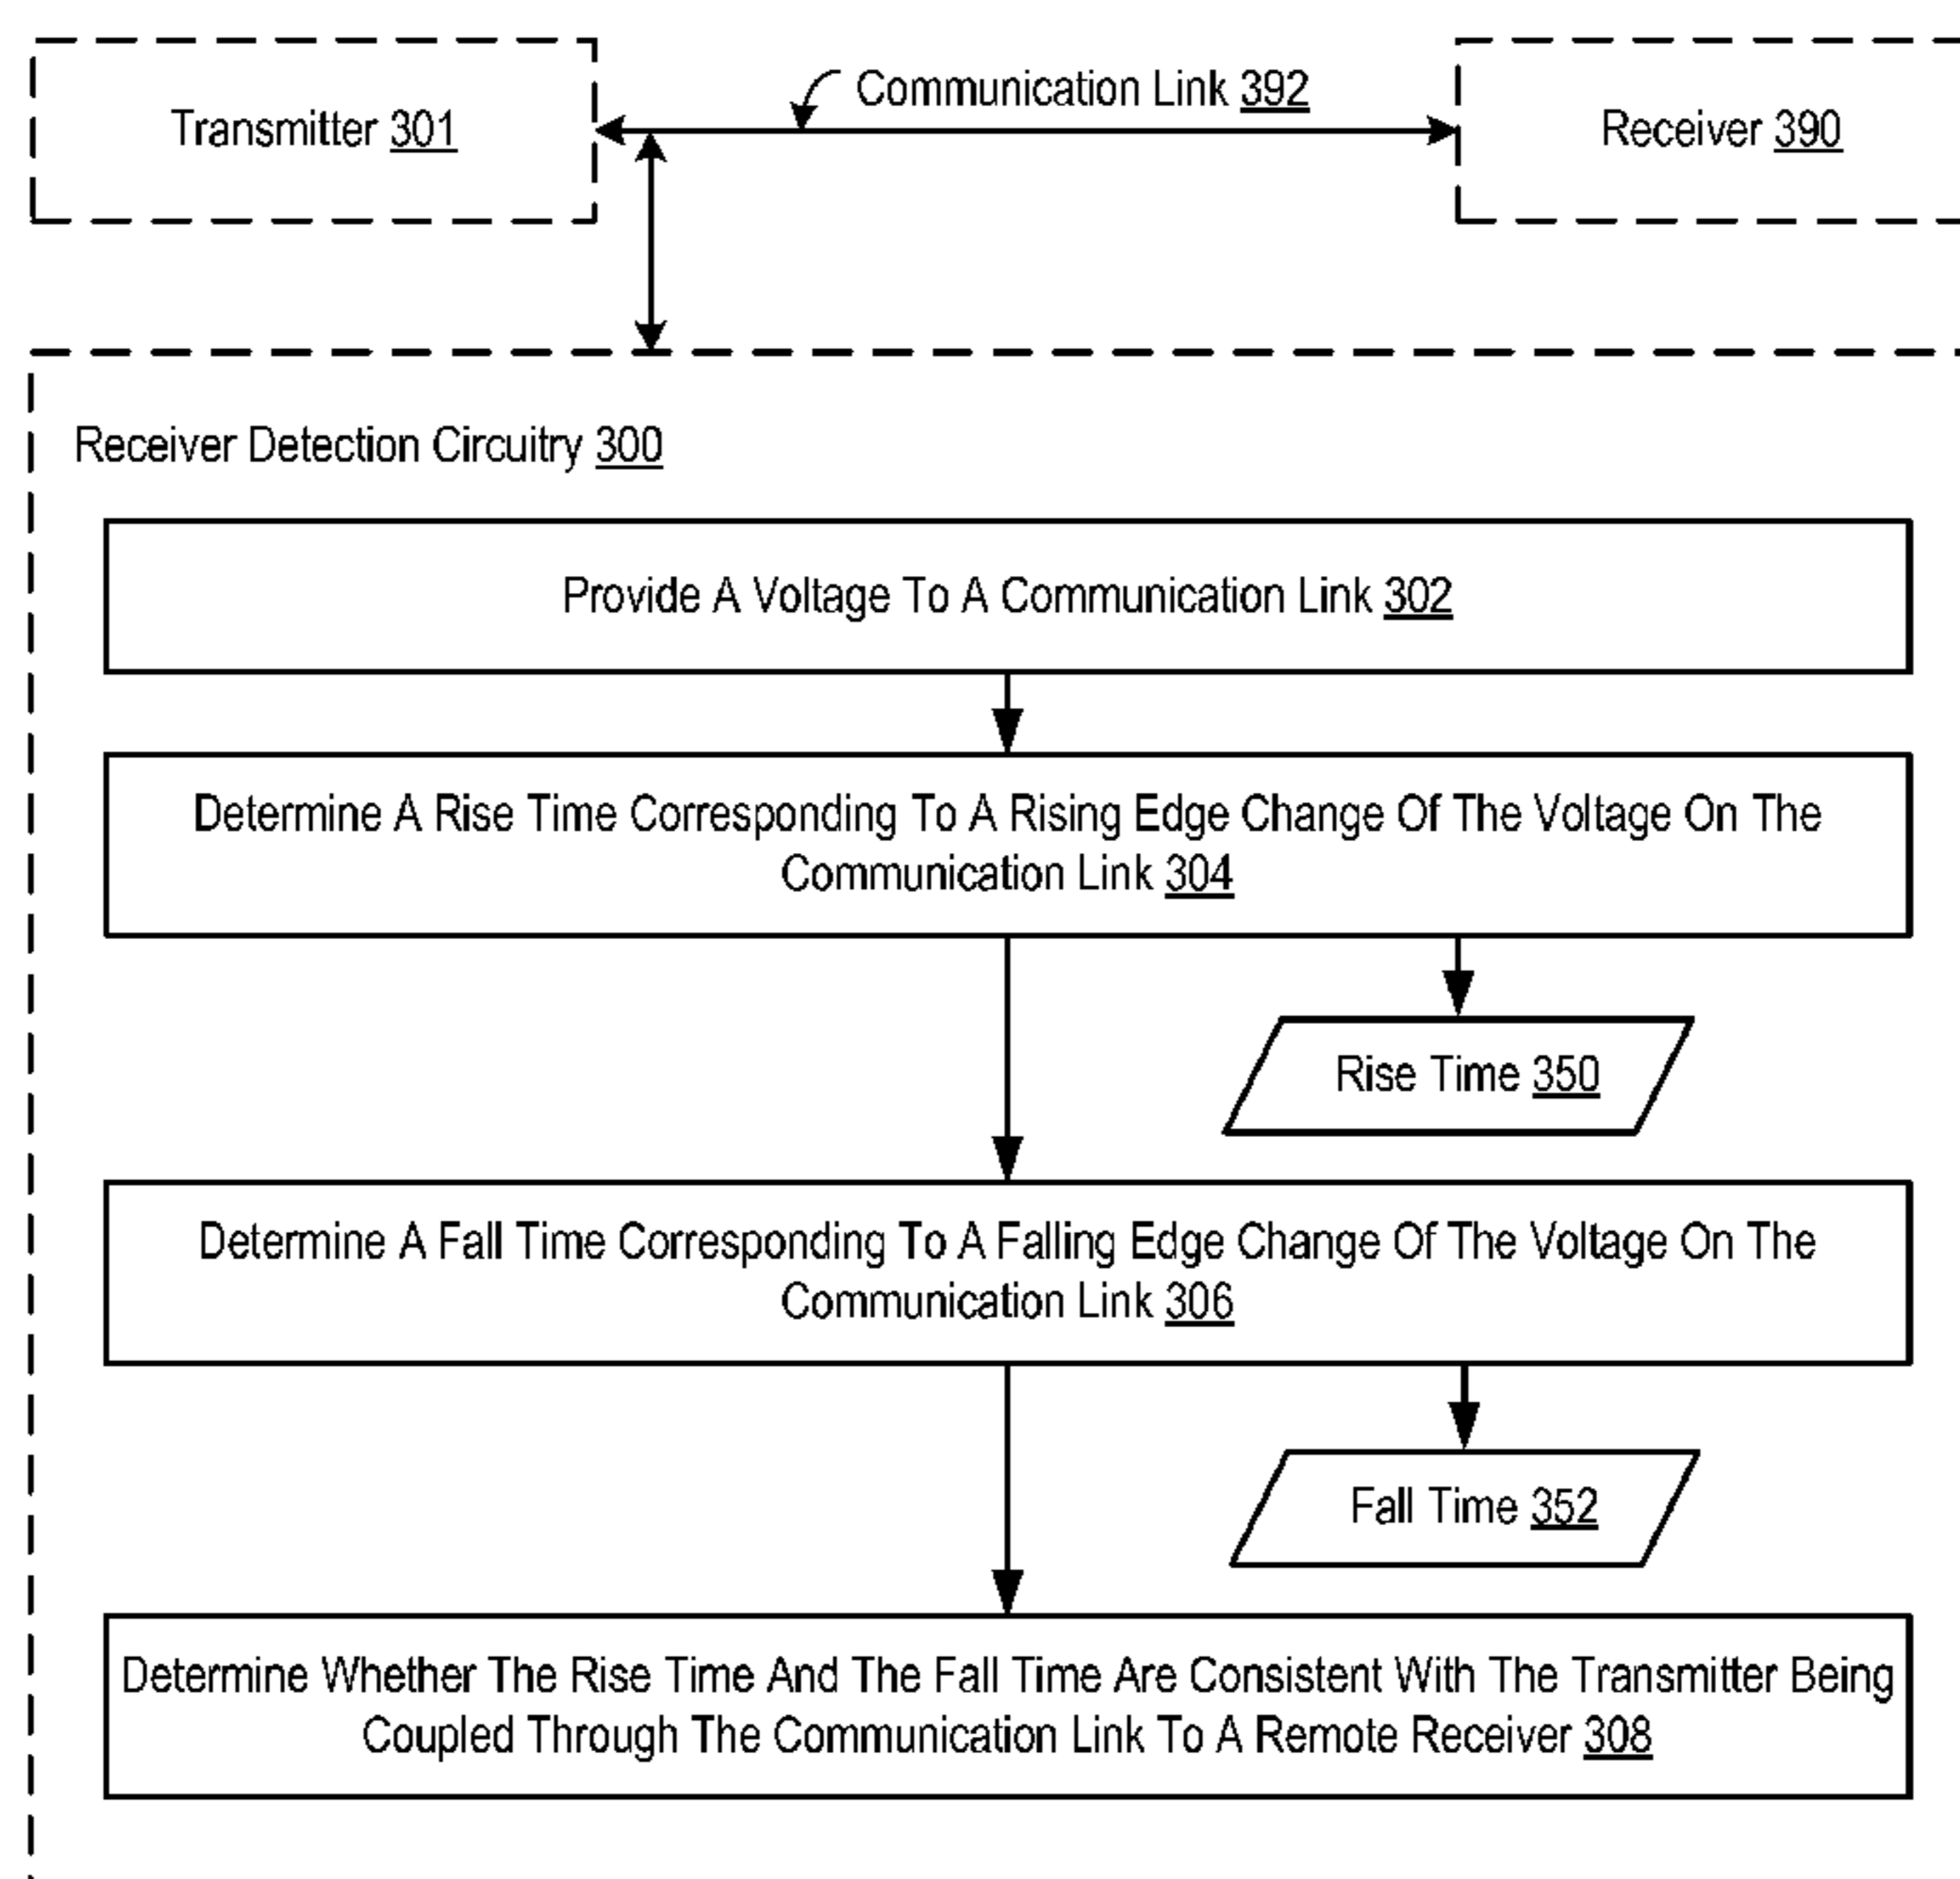 Transmitter 301
Communication Link 392
Receiver 390
Receiver Detection Circuitry 300
Provide A Voltage To A Communication Link 302
Determine A Rise Time Corresponding To A Rising Edge Change Of The Voltage On The
Communication Link 304
Rise Time 350
Determine A Fall Time Corresponding To A Falling Edge Change Of The Voltage On The
Communication Link 306
Fall Time 352
Determine Whether The Rise Time And The Fall Time Are Consistent With The Transmitter Being
Coupled Through The Communication Link To A Remote Receiver 308